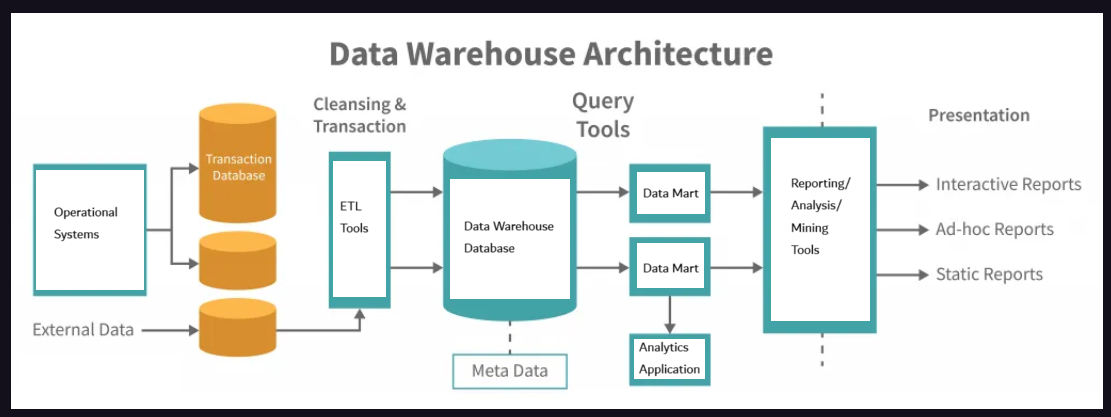 Data Warehouse Architecture
Cleansing &
Transaction
Query
Tools
Presentation
Transaction
Database
Operational
Systems
External Data
ETL
Tools
Data Warehouse
Database
Meta Data
Data Mart
Data Mart
Analytics
Application
Reporting/
Analysis/
Mining
Tools
Interactive Reports
Ad-hoc Reports
Static Reports